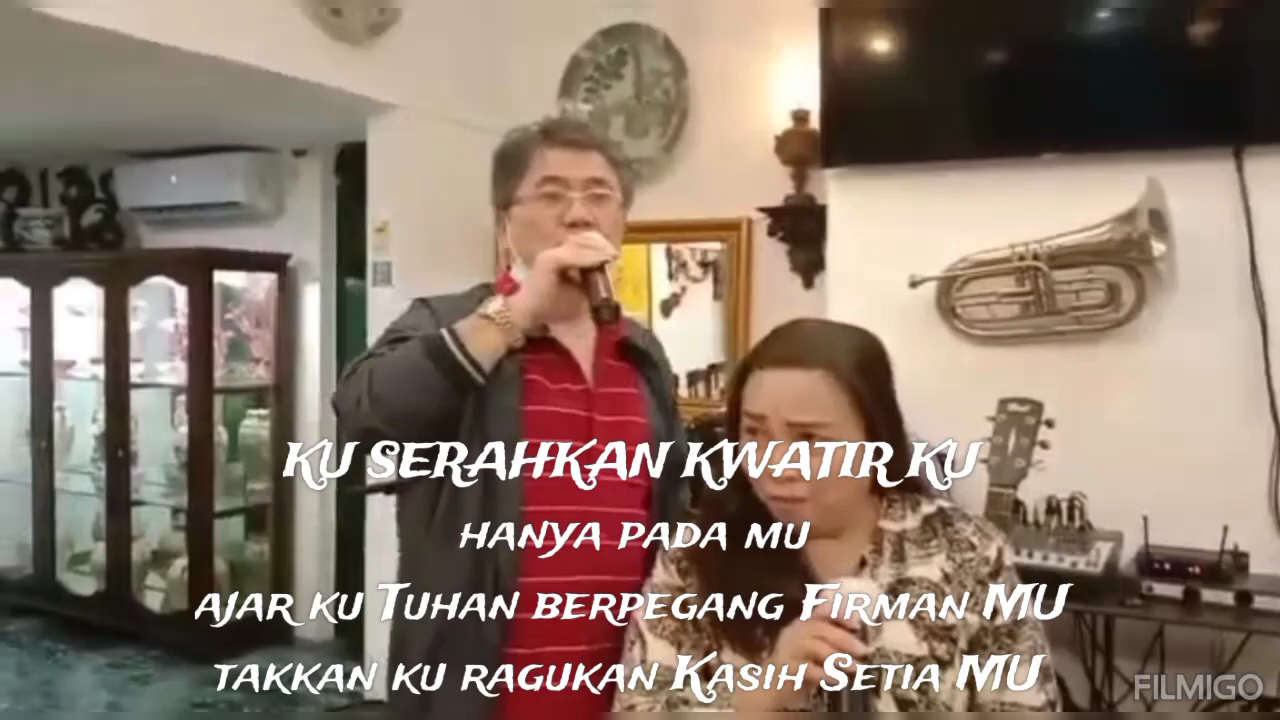 KU SERAHKAN KWATIR KU
HANYA PADA MU
AJAR KU TUHAN BERPEGANG FIRMAN MU
TAKKAN KU RAGUKAN KASIH SETIA MU
FILMIGO